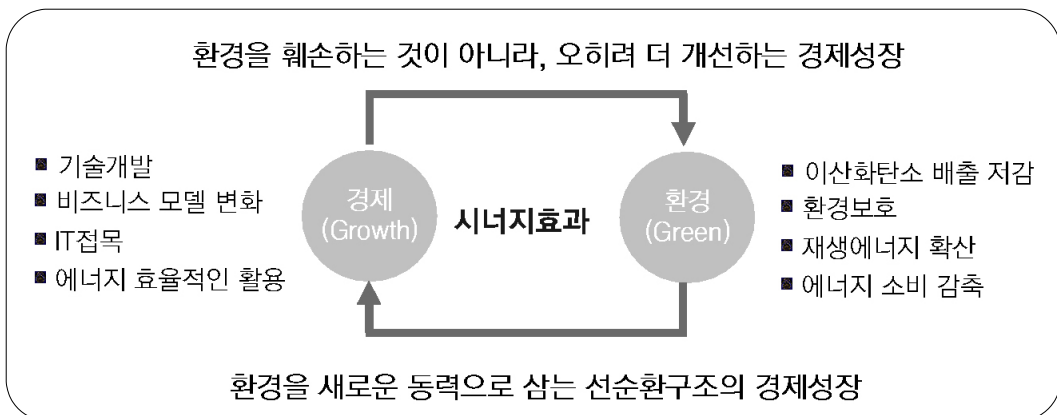 환경을 훼손하는 것이 아니라, 오히려 더 개선하는 경제성장
■ 기술개발
■ 비즈니스 모델 변화
■ IT접목
■ 에너지 효율적인 활용
경제
(Growth)
시너지효과
환경
(Green)
■ 이산화탄소 배출 저감
■ 환경보호
■ 재생에너지 확산
■ 에너지 소비 감축
환경을 새로운 동력으로 삼는 선순환구조의 경제성장